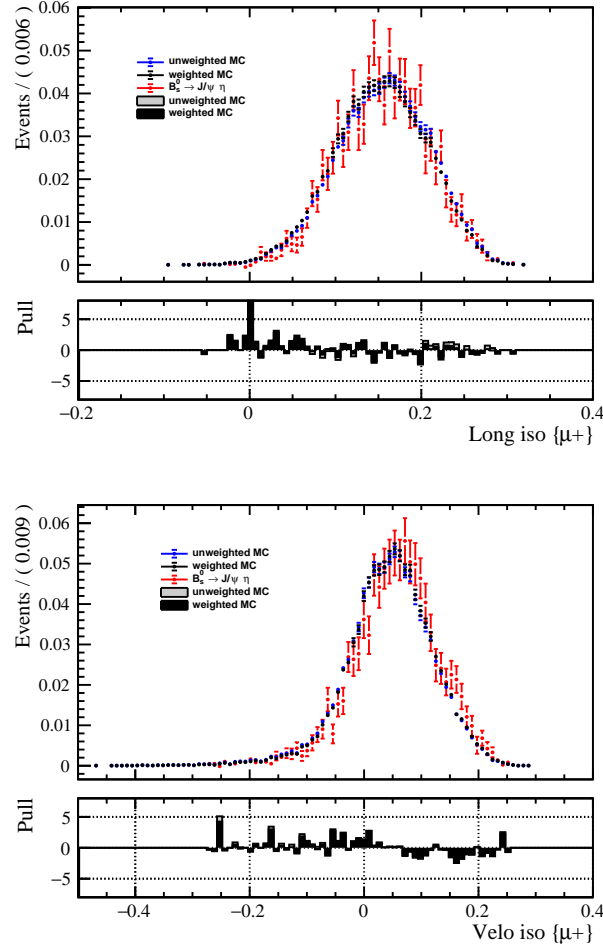 Events / ( 0.006)
0.06
0.05
0.04
0.03
0.02
0.01
0
unweighted MC
weighted MC
B_s^0 → J/ψ η
unweighted MC
weighted MC
Pull
5
0
−5
−0.2
0
0.2
0.4
Long iso {μ+}
Events / ( 0.009)
0.06
0.05
0.04
0.03
0.02
0.01
0
unweighted MC
weighted MC
B_s^0 → J/ψ η
unweighted MC
weighted MC
Pull
5
0
−5
−0.4
−0.2
0
0.2
0.4
Velo iso {μ+}